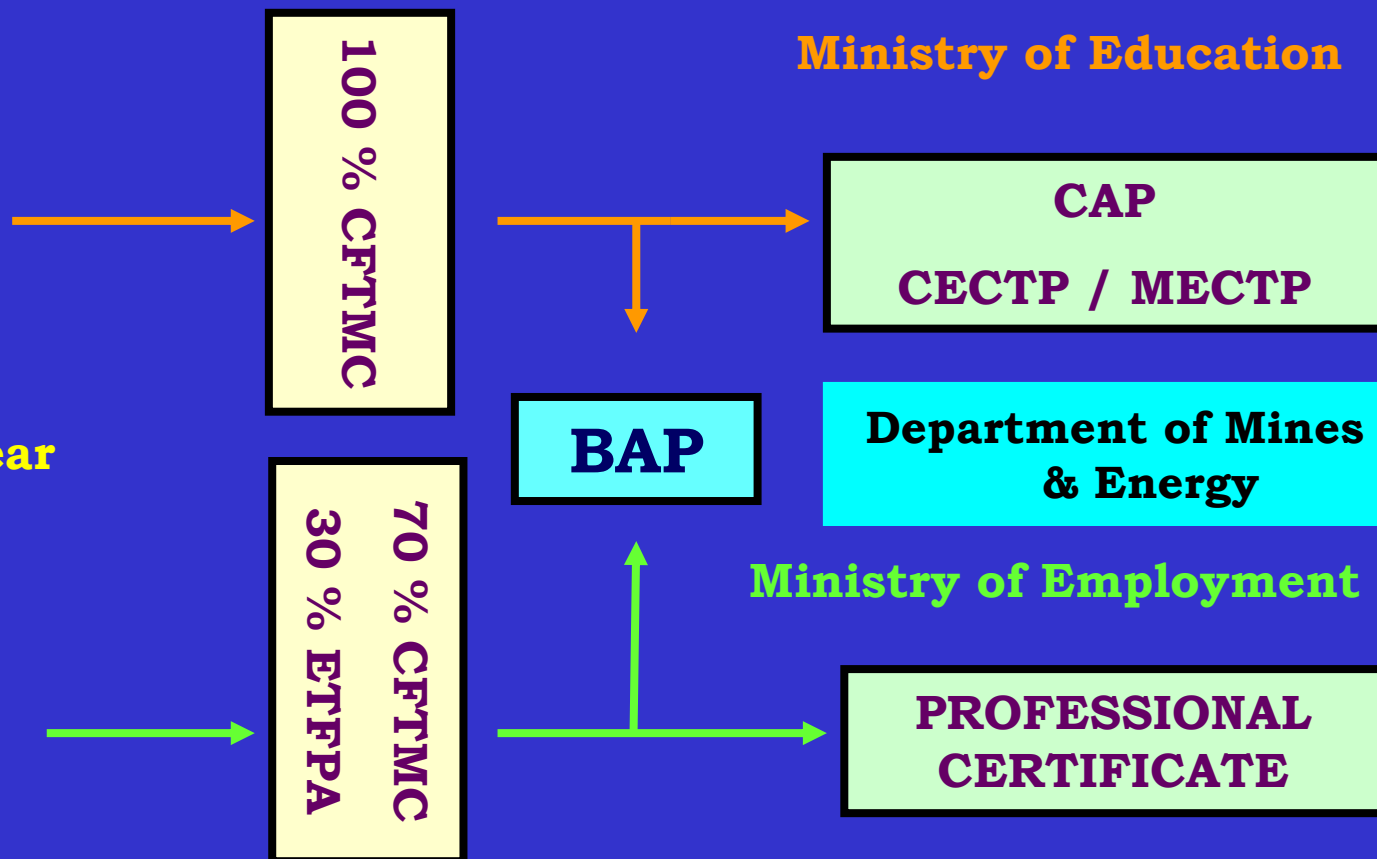 100 % CFTMC
Ministry of Education
CAP
CECTP / MECTP
BAP
Department of Mines
& Energy
ear
70 % CFTMC
30 % ETFPA
Ministry of Employment
PROFESSIONAL
CERTIFICATE